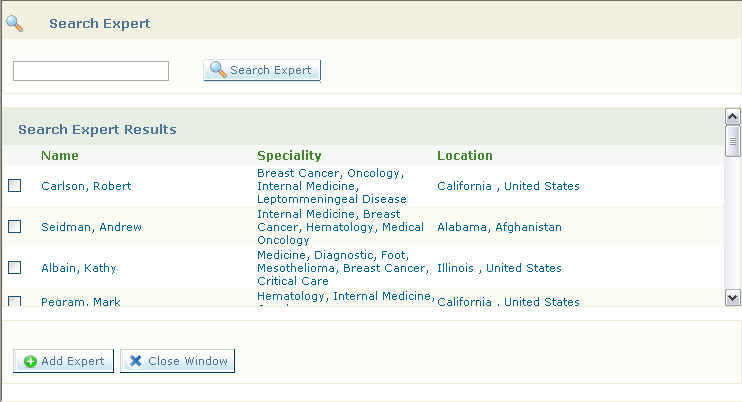 Search Expert
Search Expert
Search Expert Results
Name Speciality Location
Breast Cancer, Oncology,
Carlson, Robert Internal Medicine, California , United States
Leptommeningeal Disease
Internal Medicine, Breast
Seidman, Andrew Cancer, Hematology, Medical Alabama, Afghanistan
Oncology
Medicine, Diagnostic, Foot,
Albain, Kathy Mesothelioma, Breast Cancer, Illinois , United States
Critical Care
Hematology, Internal Medicine,
Pegram, Mark California , United States
Add Expert Close Window